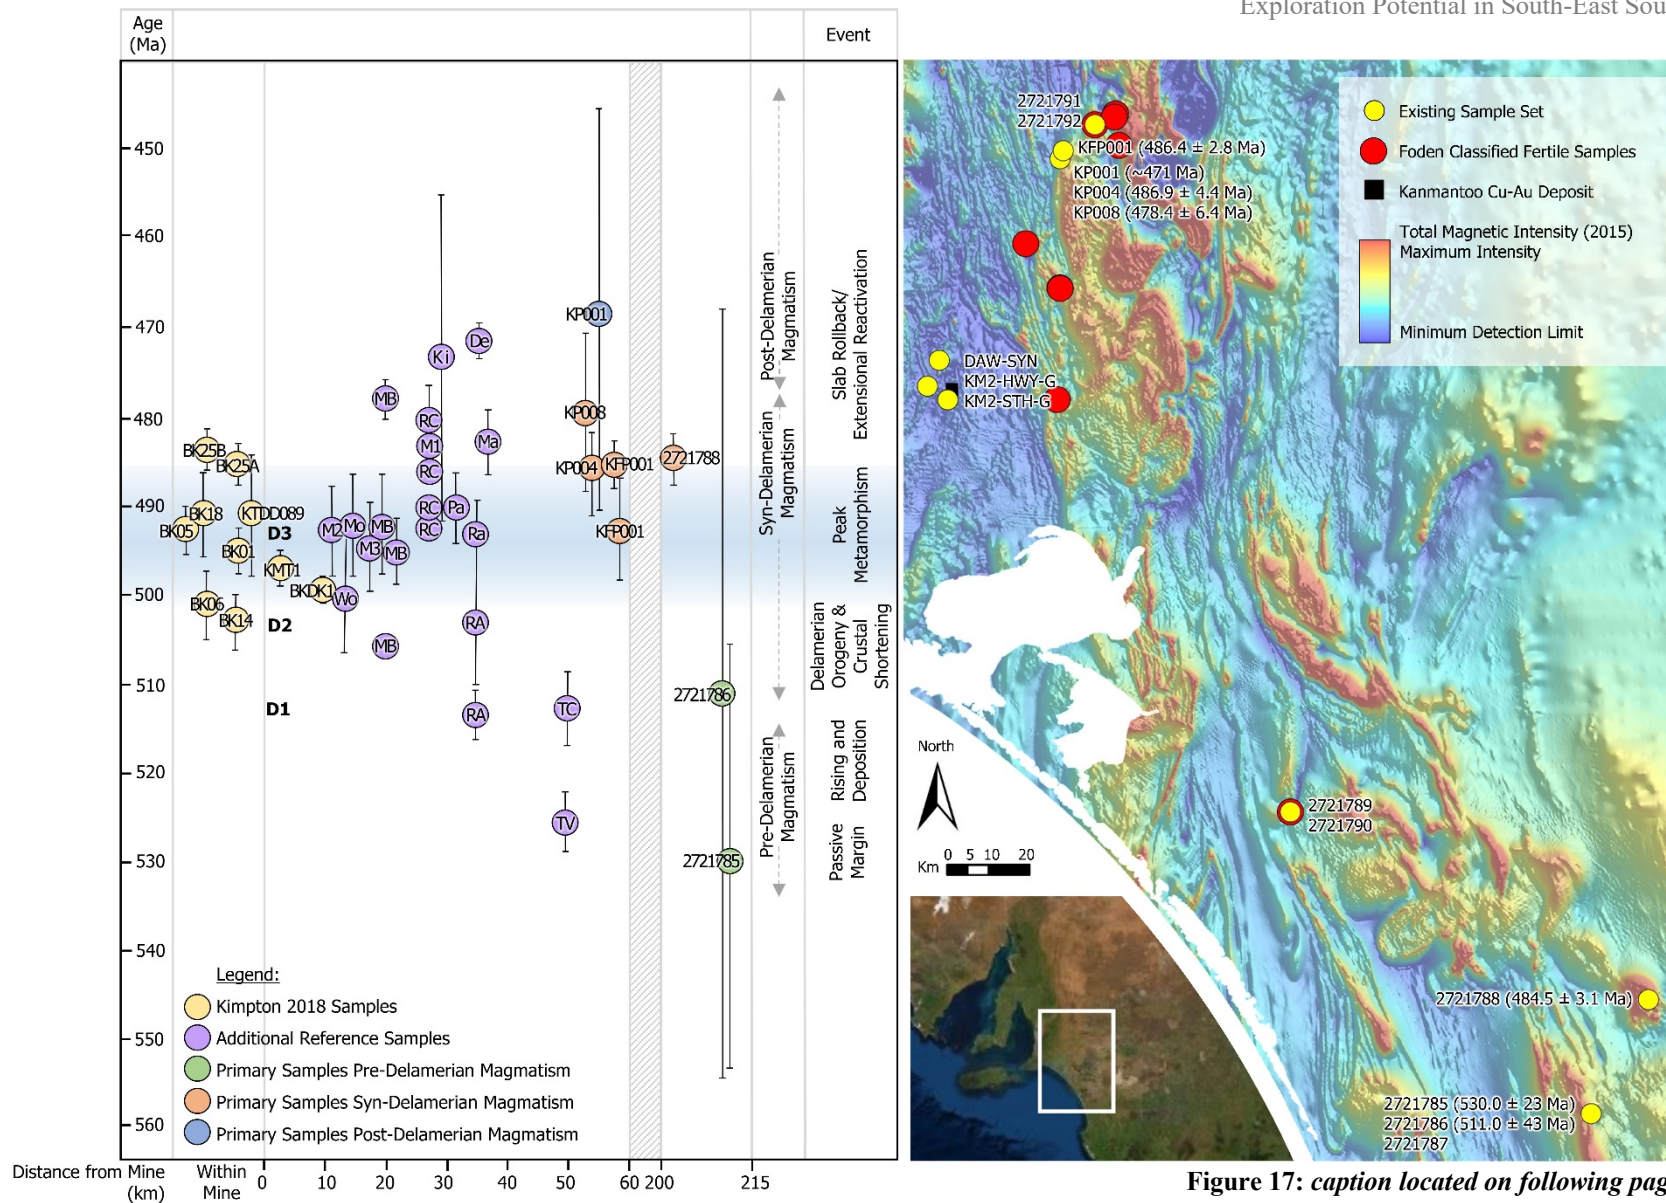 Exploration Potential in South-East Sou
Age
(Ma)
Event
450
460
470
480
490
500
510
520
530
540
550
560
KP001
De
Ki
MB
KP008
RC
Ma
M1
BK25B
BK25A
KP004
KFP001
2721788
RC
BK18
KTDD089
RC
Pa
BK05
D3
M2
Mo
MB
RC
Ra
KFP001
BK01
M3
MB
KMT1
BKDK1
Wo
BK06
BK14
D2
RA
MB
2721786
D1
RA
TC
TV
2721785
Post-Delamerian
Magmatism
Syn-Delamerian
Magmatism
Pre-Delamerian
Magmatism
Slab Rollback/
Extensional Reactivation
Peak
Metamorphism
Delamerian
Orogeny &
Crustal
Shortening
Rising and
Deposition
Passive
Margin
Legend:
Kimpton 2018 Samples
Additional Reference Samples
Primary Samples Pre-Delamerian Magmatism
Primary Samples Syn-Delamerian Magmatism
Primary Samples Post-Delamerian Magmatism
Distance from Mine
(km)
Within
Mine
0
10
20
30
40
50
60
200
215
2721791
2721792
KFP001 (486.4 ± 2.8 Ma)
KP001 (~471 Ma)
KP004 (486.9 ± 4.4 Ma)
KP008 (478.4 ± 6.4 Ma)
Existing Sample Set
Foden Classified Fertile Samples
Kanmantoo Cu-Au Deposit
Total Magnetic Intensity (2015)
Maximum Intensity
Minimum Detection Limit
DAW-SYN
KM2-HWY-G
KM2-STH-G
North
0 5 10 20
Km
2721789
2721790
2721788 (484.5 ± 3.1 Ma)
2721785 (530.0 ± 23 Ma)
2721786 (511.0 ± 43 Ma)
2721787
Figure 17: caption located on following pag